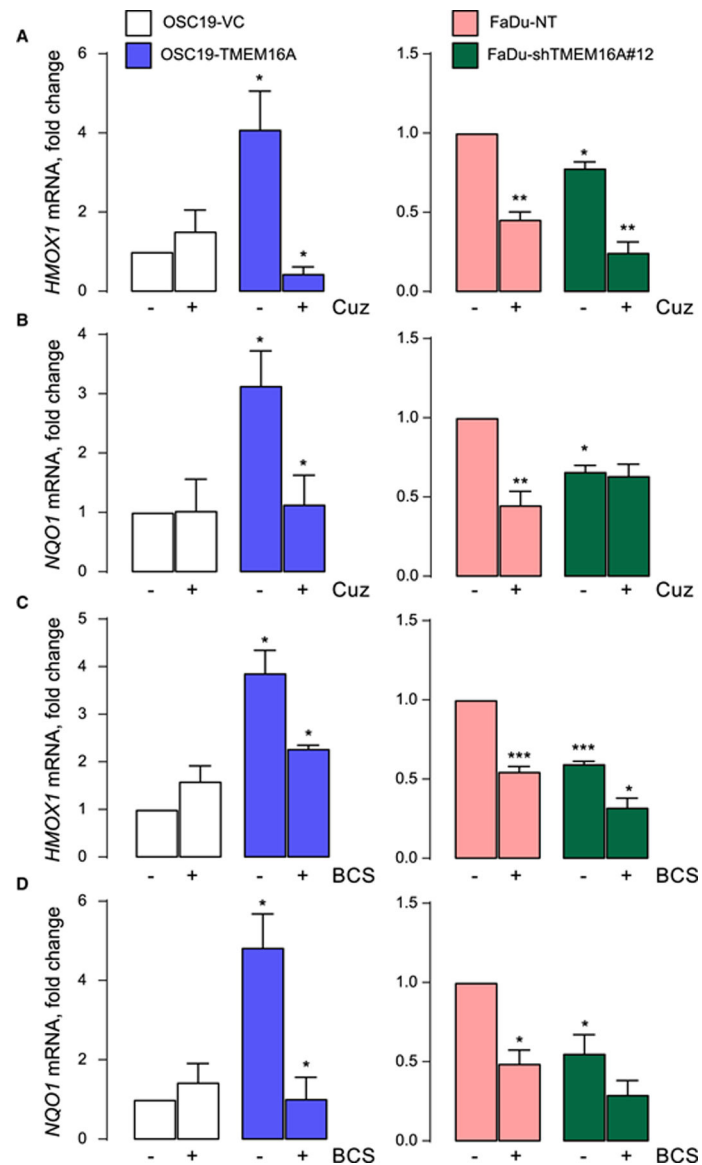 OSC19-VC
OSC19-TMEM16A
FaDu-NT
FaDu-shTMEM16A#12
A
HMOX1 mRNA, fold change
6
4
2
0
*
*
- + - + Cuz
1.5
1.0
0.5
0.0
**
*
**
- + - + Cuz
B
NQO1 mRNA, fold change
4
3
2
1
0
*
*
- + - + Cuz
1.5
1.0
0.5
0.0
**
*
- + - + Cuz
C
HMOX1 mRNA, fold change
5
4
3
2
1
0
*
*
- + - + BCS
1.5
1.0
0.5
0.0
***
***
*
- + - + BCS
D
NQO1 mRNA, fold change
6
4
2
0
*
*
- + - + BCS
1.5
1.0
0.5
0.0
*
*
- + - + BCS